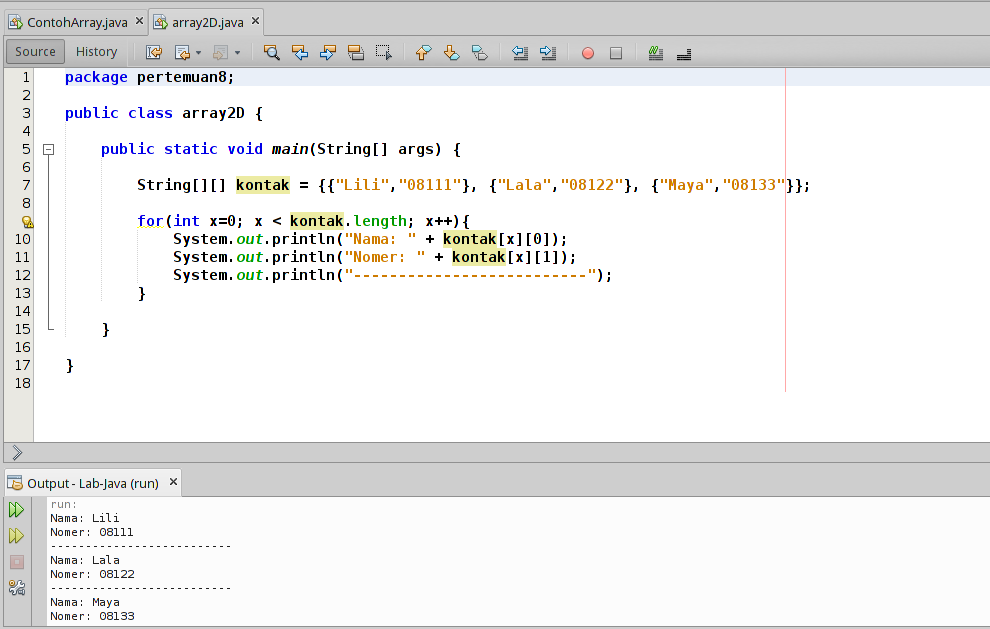 ContohArray.java × array2D.java ×
Source History
1 package pertemuan8;
2
3 public class array2D {
4
5 public static void main(String[] args) {
6
7 String[][] kontak = {{"Lili","08111"}, {"Lala","08122"}, {"Maya","08133"}};
8
for(int x=0; x < kontak.length; x++){
10 System.out.println("Nama: " + kontak[x][0]);
11 System.out.println("Nomer: " + kontak[x][1]);
12 System.out.println("--------------------------");
13 }
14
15 }
16
17 }
18
Output - Lab-Java (run) ×
run:
Nama: Lili
Nomer: 08111
--------------------------
Nama: Lala
Nomer: 08122
--------------------------
Nama: Maya
Nomer: 08133